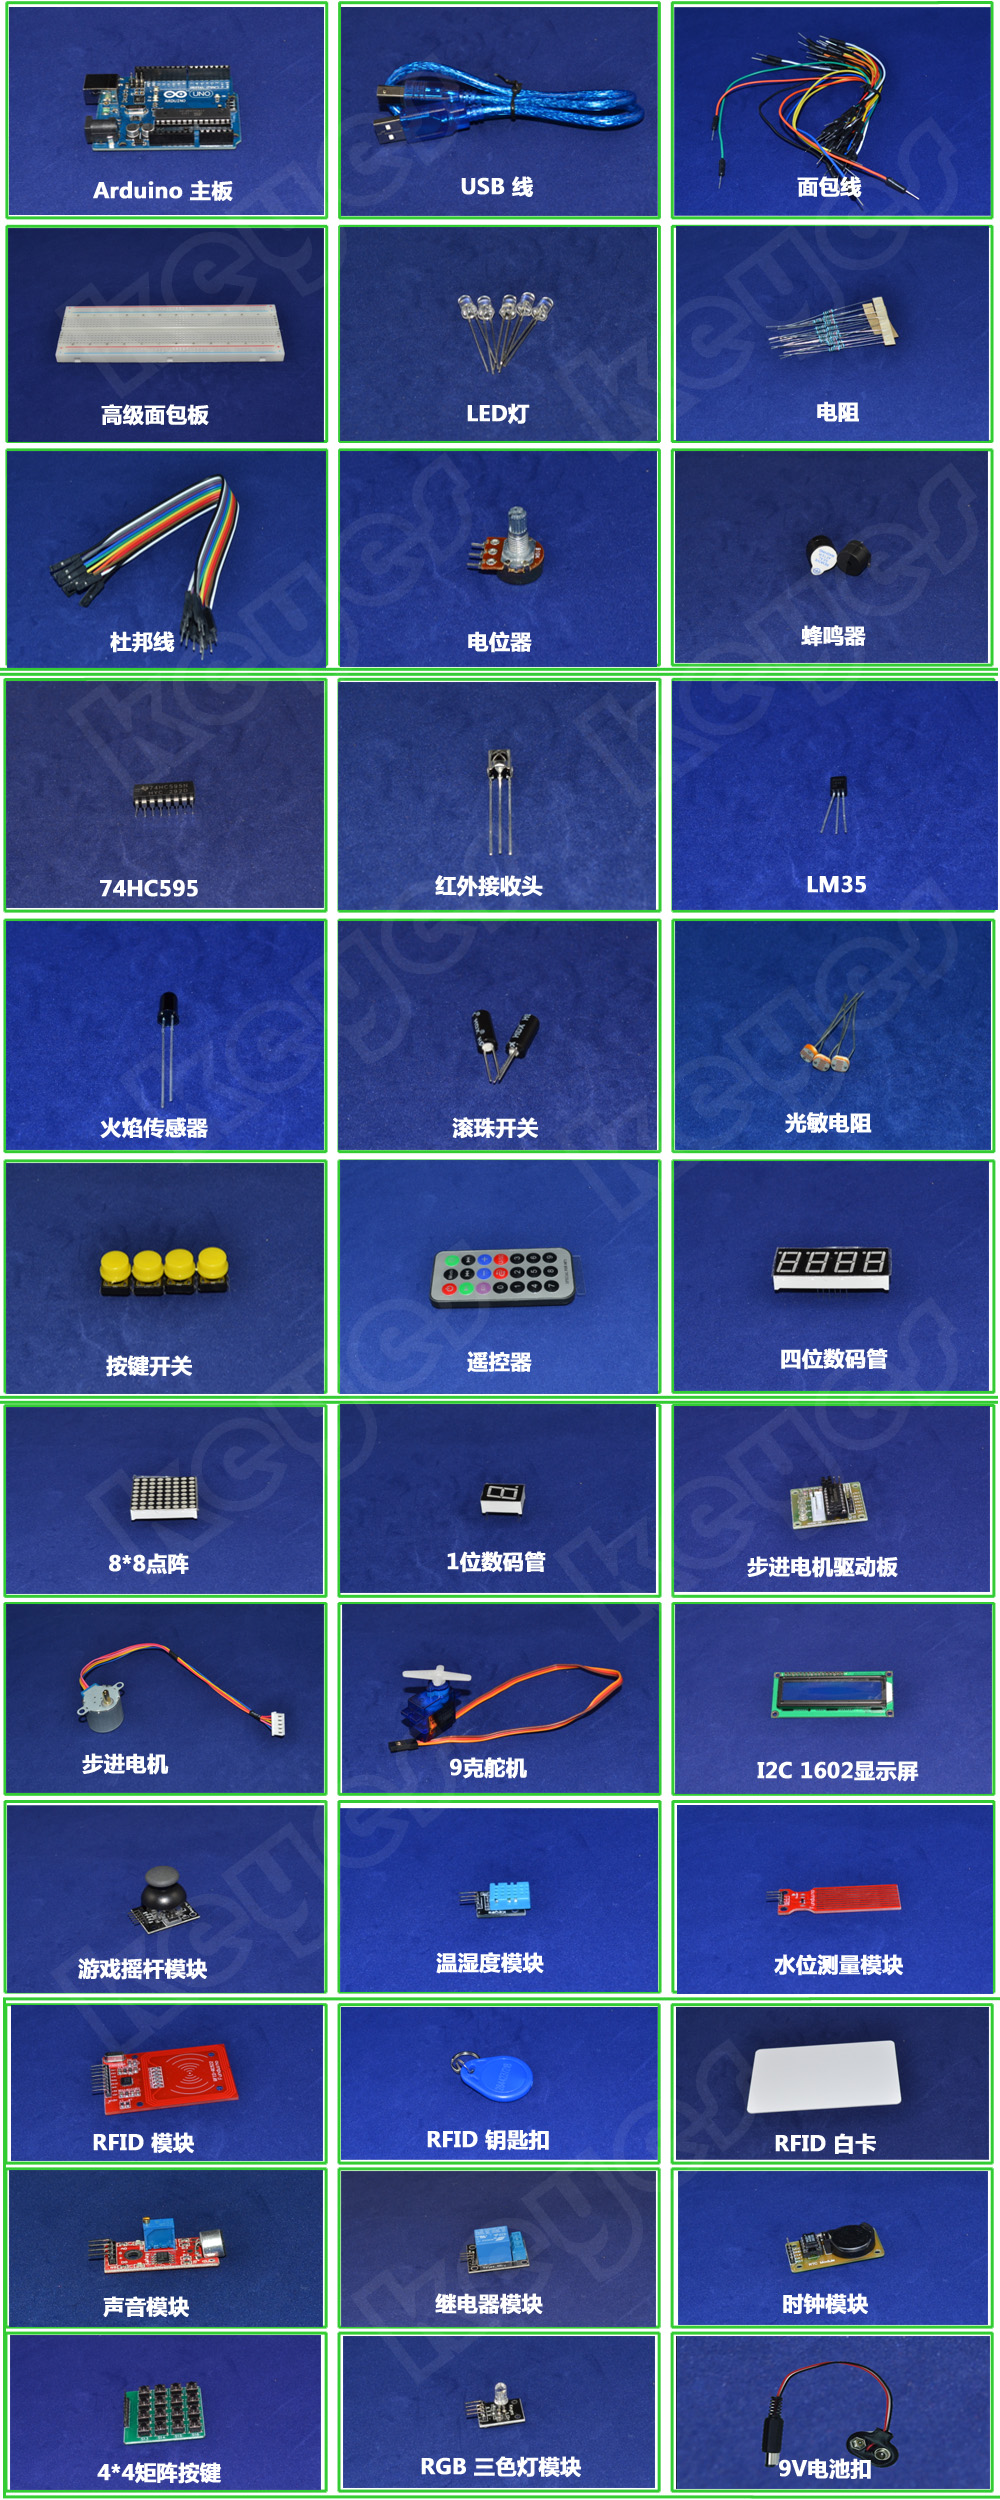 Arduino 主板
USB 线
面包线
高级面包板
LED灯
电阻
杜邦线
电位器
蜂鸣器
74HC595
红外接收头
LM35
火焰传感器
滚珠开关
光敏电阻
按键开关
遥控器
四位数码管
8*8点阵
1位数码管
步进电机驱动板
步进电机
9克舵机
I2C 1602显示屏
游戏摇杆模块
温湿度模块
水位测量模块
RFID 模块
RFID 钥匙扣
RFID 白卡
声音模块
继电器模块
时钟模块
4*4矩阵按键
RGB 三色灯模块
9V电池扣
keyes
UNO
ARDUINO